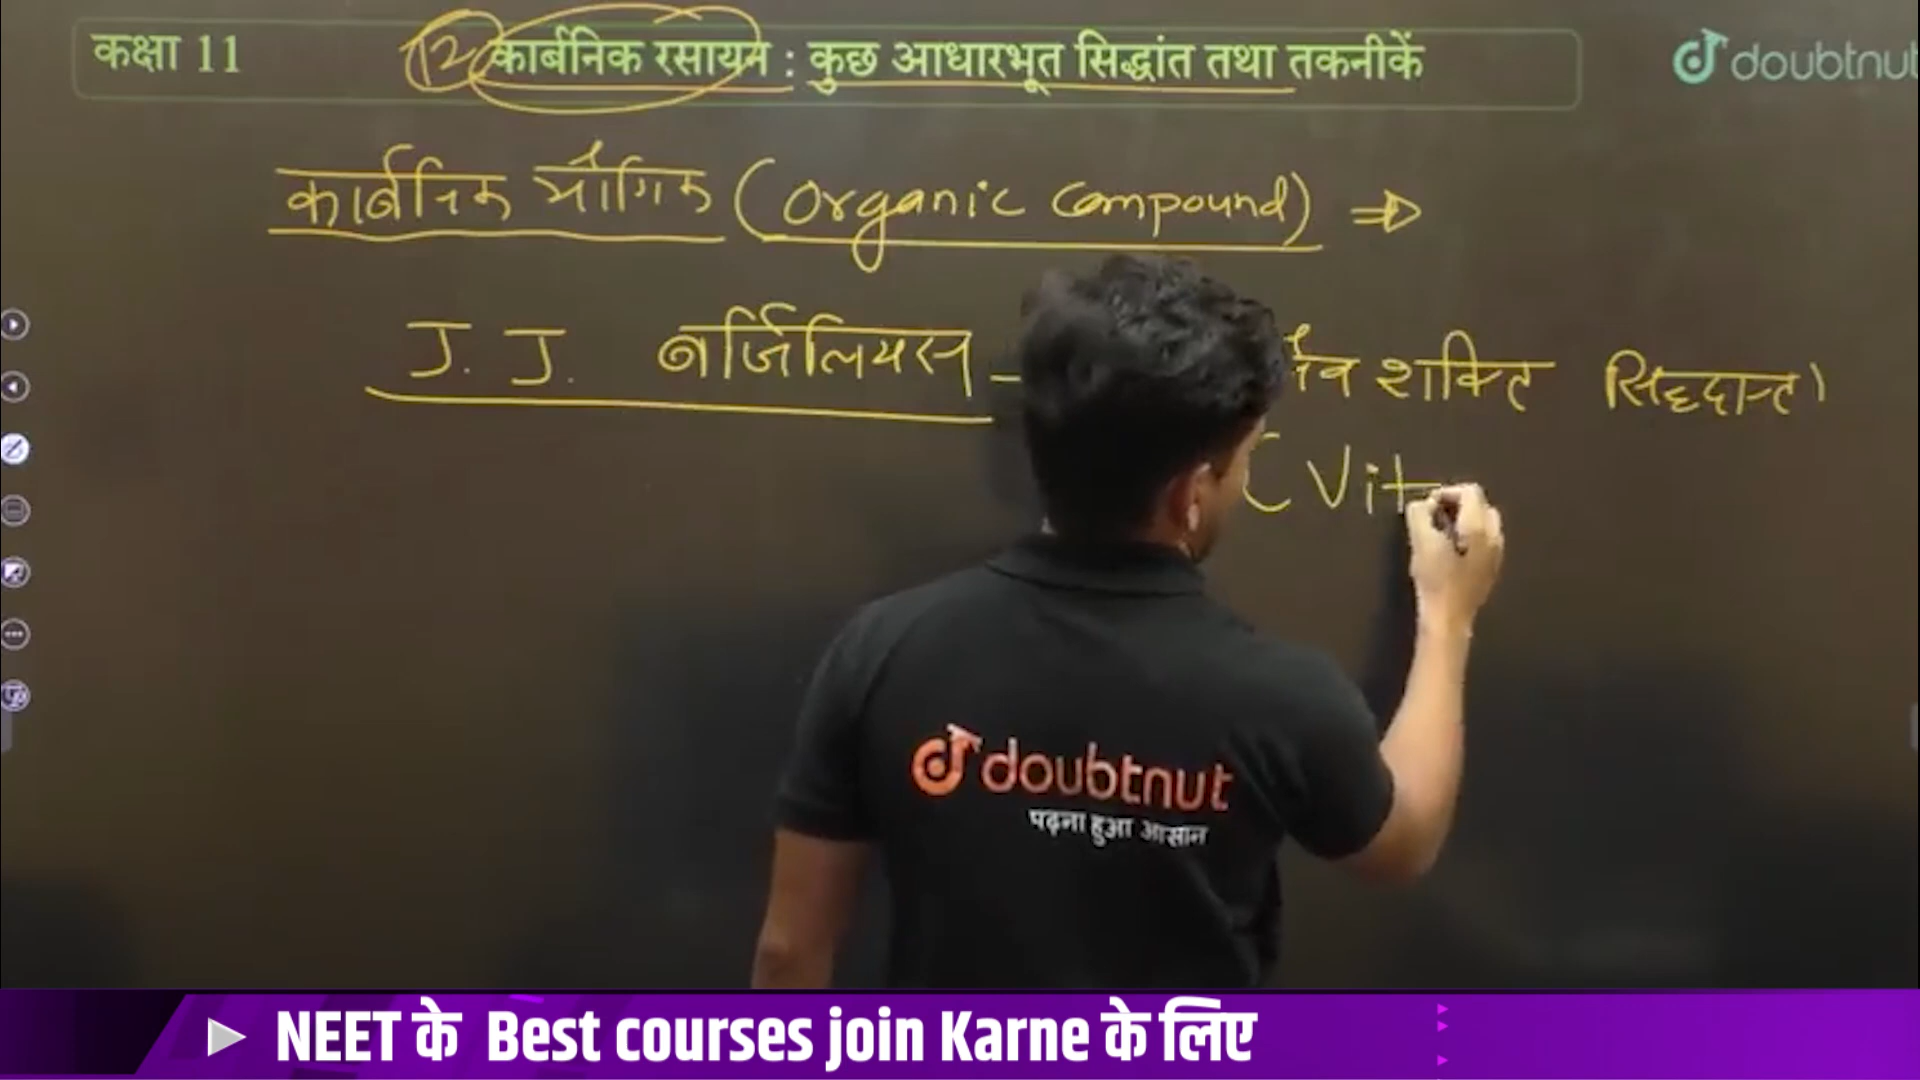 कक्षा 11 12 कार्बनिक रसायन : कुछ आधारभूत सिद्धांत तथा तकनीकें doubtnut
कार्बनिक यौगिक (Organic Compound) ⇒
J. J. बर्जिलियस - शक्ति सिद्धान्त।
(Vit
doubtnut
पढ़ना हुआ आसान
NEET के Best courses join Karne के लिए